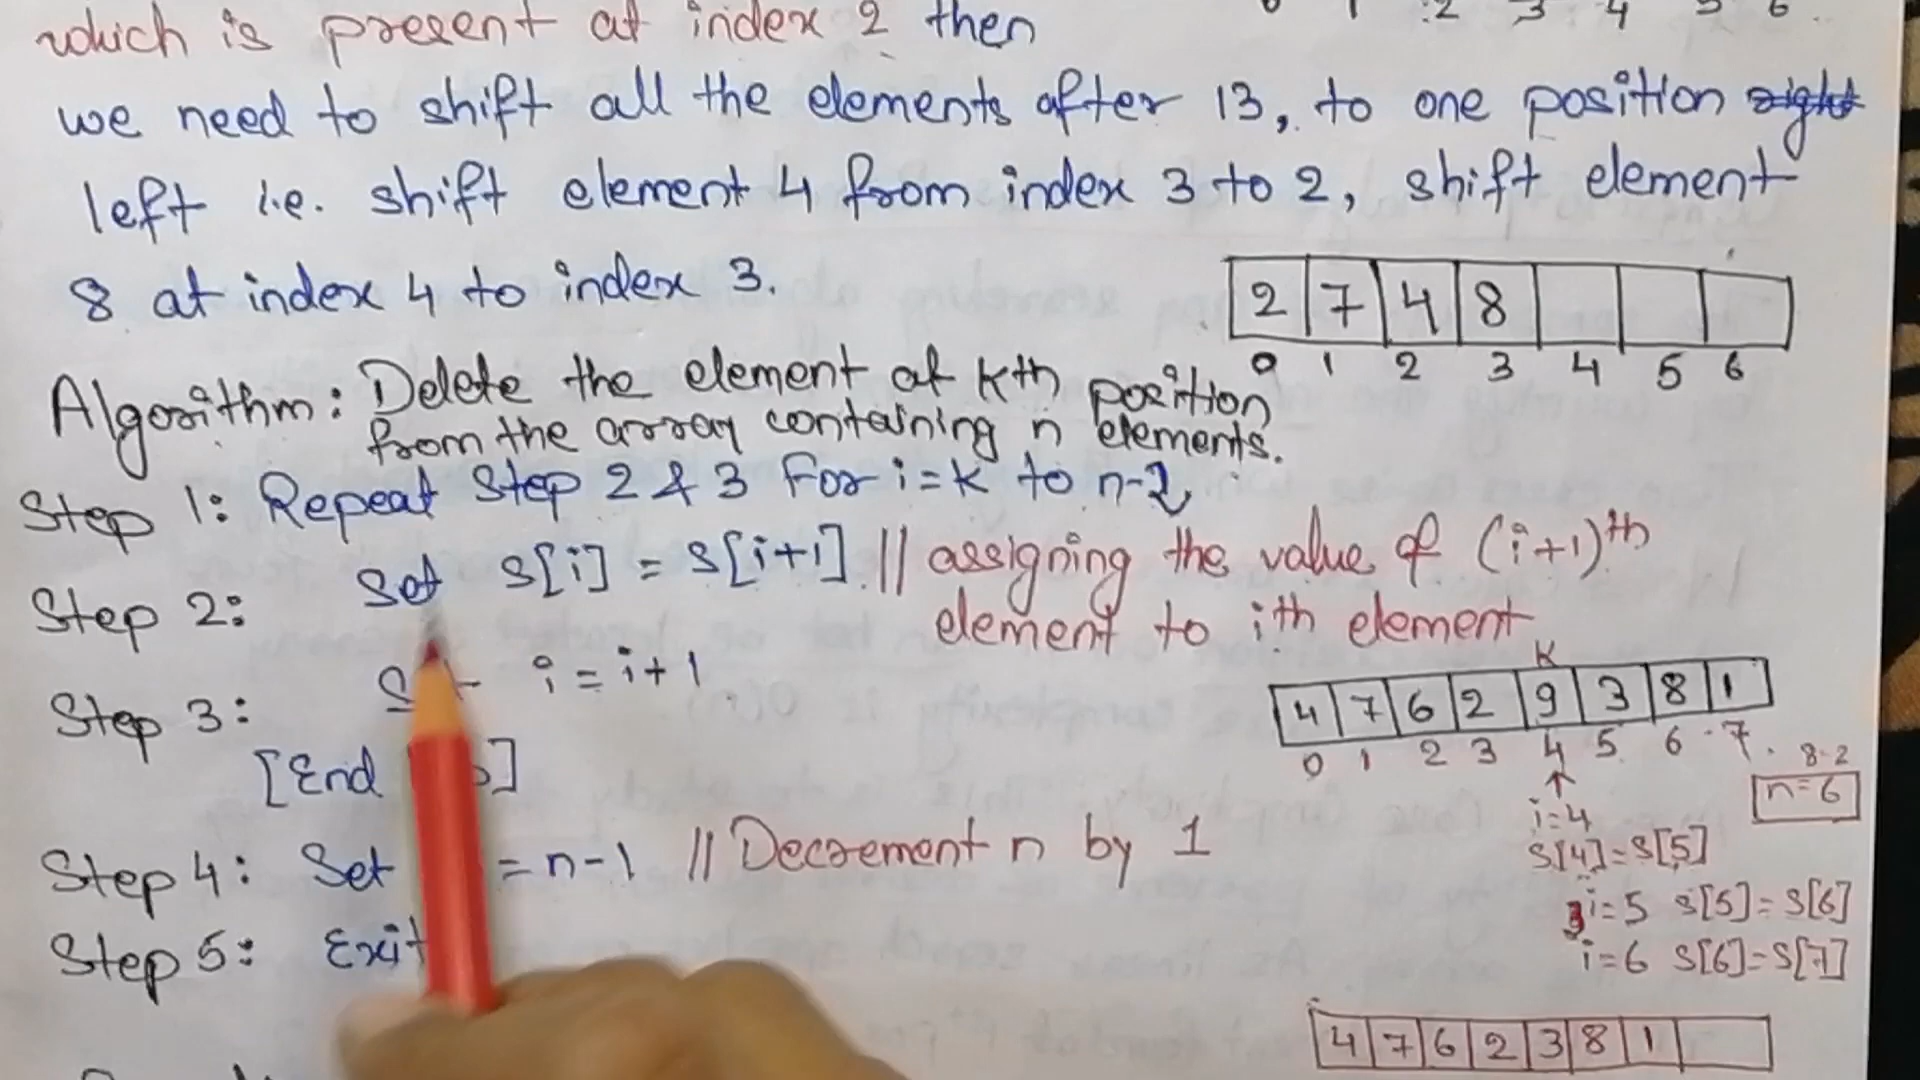 0 1 2 3 4 5 6
which is present at index 2 then
we need to shift all the elements after 13, to one position right
left i.e. shift element 4 from index 3 to 2, shift element
8 at index 4 to index 3.
2 7 4 8
0 1 2 3 4 5 6
Algorithm: Delete the element at Kth position
from the array containing n elements.
Step 1: Repeat Step 2 & 3 For i=K to n-2
Step 2: Set s[i] = s[i+1] // assigning the value of (i+1)th
element to ith element
Step 3: i = i+1
[End
K
4 7 6 2 9 3 8 1
0 1 2 3 4 5 6 7
8-2
n=6
i=4
s[4]=s[5]
i=5 s[5]=s[6]
i=6 s[6]=s[7]
Step 4: Set = n-1 // Decrement n by 1
Step 5: Exit
4 7 6 2 3 8 1